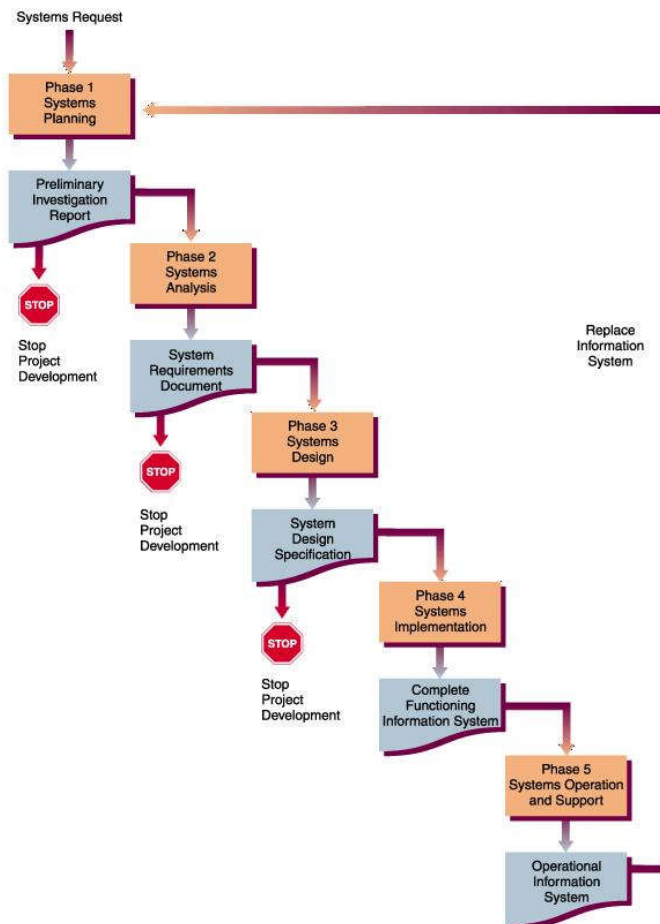 Systems Request
Phase 1
Systems
Planning
Preliminary
Investigation
Report
STOP
Stop
Project
Development
Phase 2
Systems
Analysis
System
Requirements
Document
STOP
Stop
Project
Development
Replace
Information
System
Phase 3
Systems
Design
System
Design
Specification
STOP
Stop
Project
Development
Phase 4
Systems
Implementation
Complete
Functioning
Information System
Phase 5
Systems Operation
and Support
Operational
Information
System